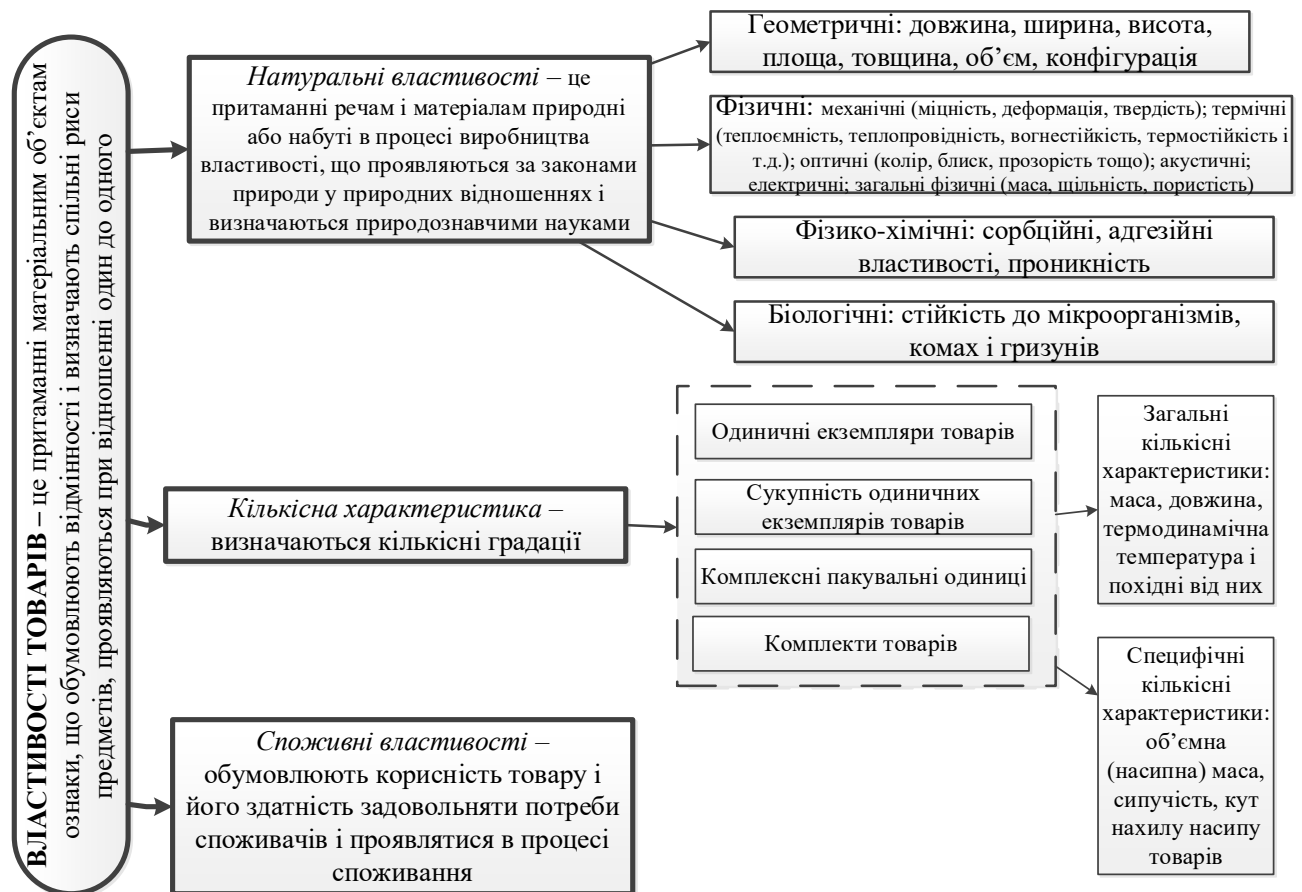 ВЛАСТИВОСТІ ТОВАРІВ – це притаманні матеріальним об’єктам
ознаки, що обумовлюють відмінності і визначають спільні риси
предметів, проявляються при відношенні один до одного
Натуральні властивості – це
притаманні речам і матеріалам природні
або набуті в процесі виробництва
властивості, що проявляються за законами
природи у природних відношеннях і
визначаються природознавчими науками
Геометричні: довжина, ширина, висота,
площа, товщина, об’єм, конфігурація
Фізичні: механічні (міцність, деформація, твердість); термічні
(теплоємність, теплопровідність, вогнестійкість, термостійкість і
т.д.); оптичні (колір, блиск, прозорість тощо); акустичні;
електричні; загальні фізичні (маса, щільність, пористість)
Фізико-хімічні: сорбційні, адгезійні
властивості, проникність
Біологічні: стійкість до мікроорганізмів,
комах і гризунів
Кількісна характеристика –
визначаються кількісні градації
Одиничні екземпляри товарів
Сукупність одиничних
екземплярів товарів
Комплексні пакувальні одиниці
Комплекти товарів
Загальні
кількісні
характеристики:
маса, довжина,
термодинамічна
температура і
похідні від них
Специфічні
кількісні
характеристики:
об’ємна
(насипна) маса,
сипучість, кут
нахилу насипу
товарів
Споживні властивості –
обумовлюють корисність товару і
його здатність задовольняти потреби
споживачів і проявлятися в процесі
споживання